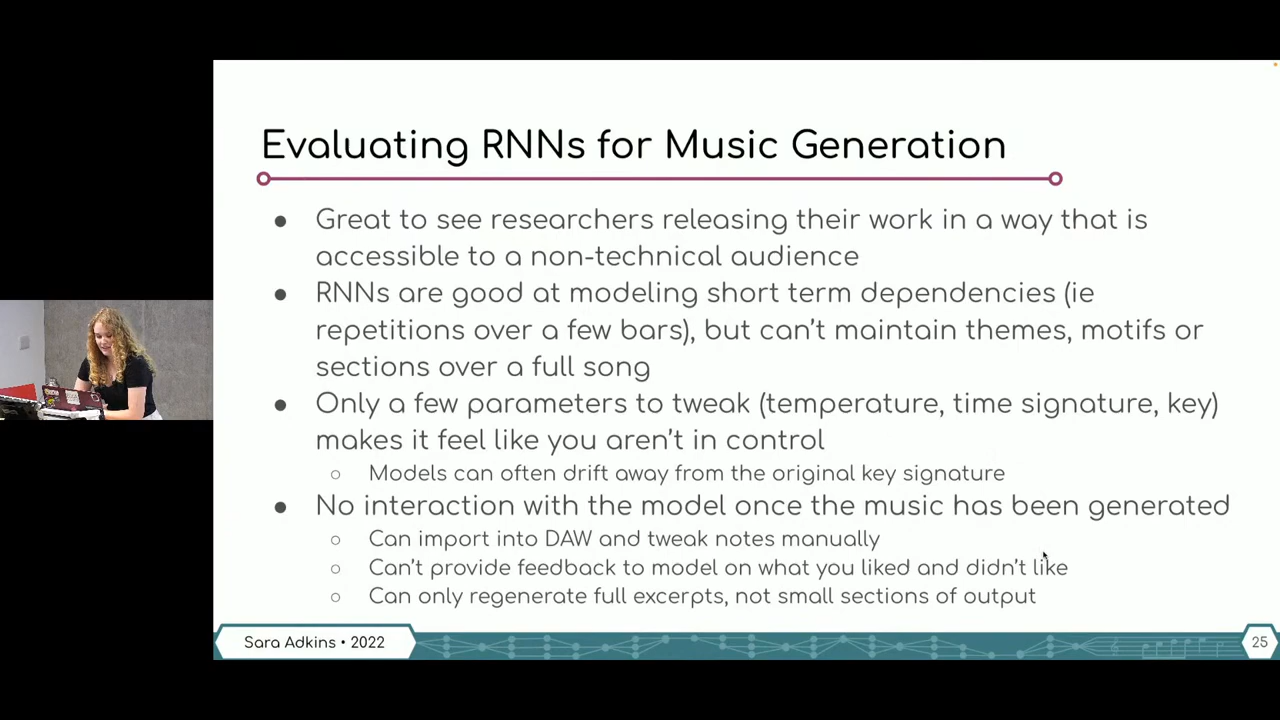 Evaluating RNNs for Music Generation
● Great to see researchers releasing their work in a way that is
accessible to a non-technical audience
● RNNs are good at modeling short term dependencies (ie
repetitions over a few bars), but can't maintain themes, motifs or
sections over a full song
● Only a few parameters to tweak (temperature, time signature, key)
makes it feel like you aren't in control
○ Models can often drift away from the original key signature
● No interaction with the model once the music has been generated
○ Can import into DAW and tweak notes manually
○ Can't provide feedback to model on what you liked and didn't like
○ Can only regenerate full excerpts, not small sections of output
Sara Adkins • 2022
25